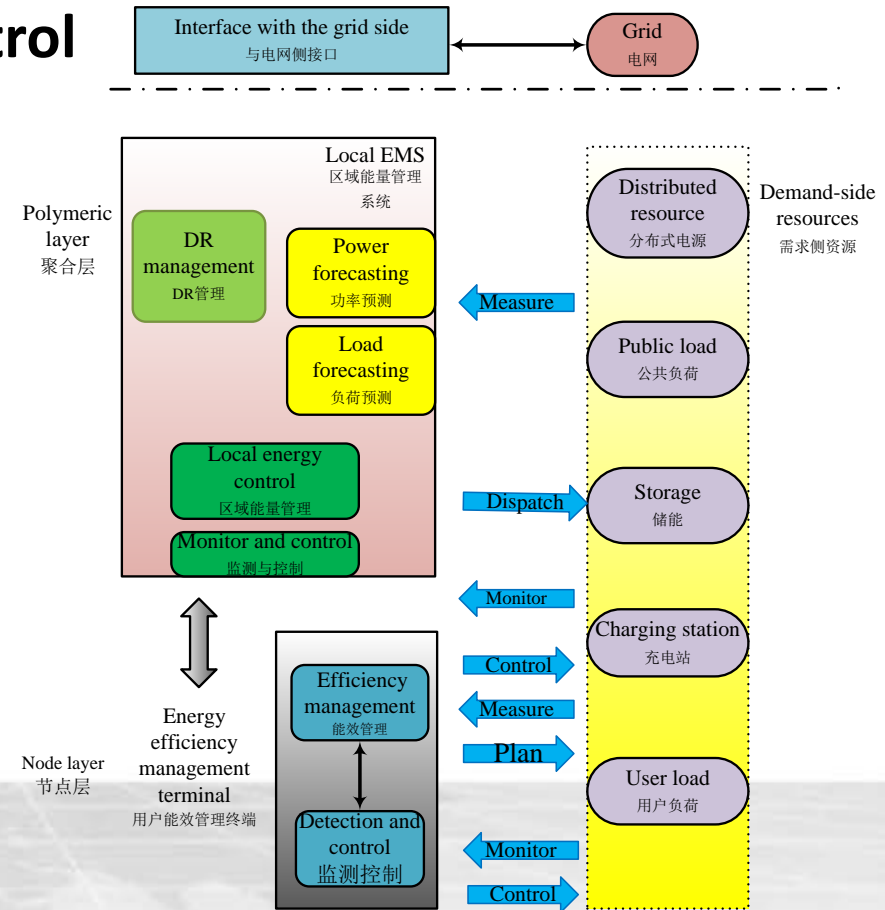 trol
Interface with the grid side
与电网侧接口
Grid
电网
Local EMS
区域能量管理
系统
Polymeric
layer
聚合层
DR
management
DR管理
Power
forecasting
功率预测
Load
forecasting
负荷预测
Local energy
control
区域能量管理
Monitor and control
监测与控制
Measure
Dispatch
Monitor
Control
Measure
Plan
Monitor
Control
Distributed
resource
分布式电源
Public load
公共负荷
Storage
储能
Charging station
充电站
User load
用户负荷
Demand-side
resources
需求侧资源
Node layer
节点层
Energy
efficiency
management
terminal
用户能效管理终端
Efficiency
management
能效管理
Detection and
control
监测控制